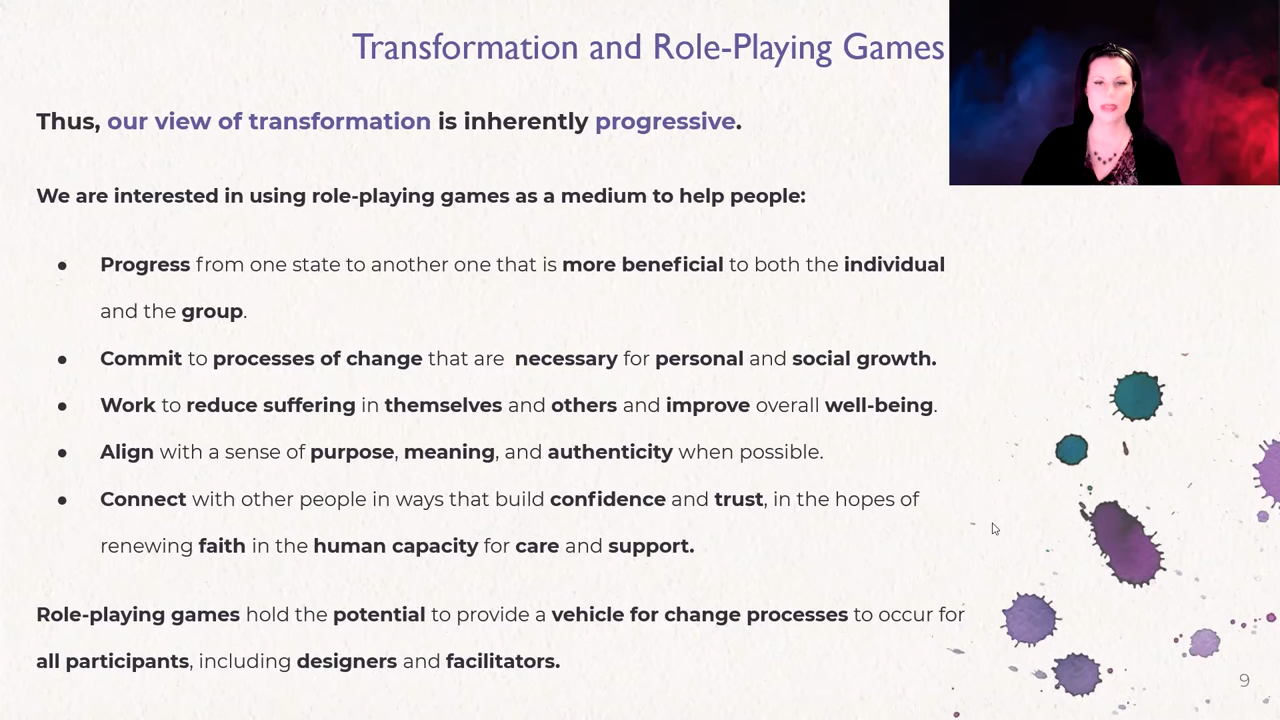 Transformation and Role-Playing Games
Thus, our view of transformation is inherently progressive.
We are interested in using role-playing games as a medium to help people:
● Progress from one state to another one that is more beneficial to both the individual
and the group.
● Commit to processes of change that are necessary for personal and social growth.
● Work to reduce suffering in themselves and others and improve overall well-being.
● Align with a sense of purpose, meaning, and authenticity when possible.
● Connect with other people in ways that build confidence and trust, in the hopes of
renewing faith in the human capacity for care and support.
Role-playing games hold the potential to provide a vehicle for change processes to occur for
all participants, including designers and facilitators.
9